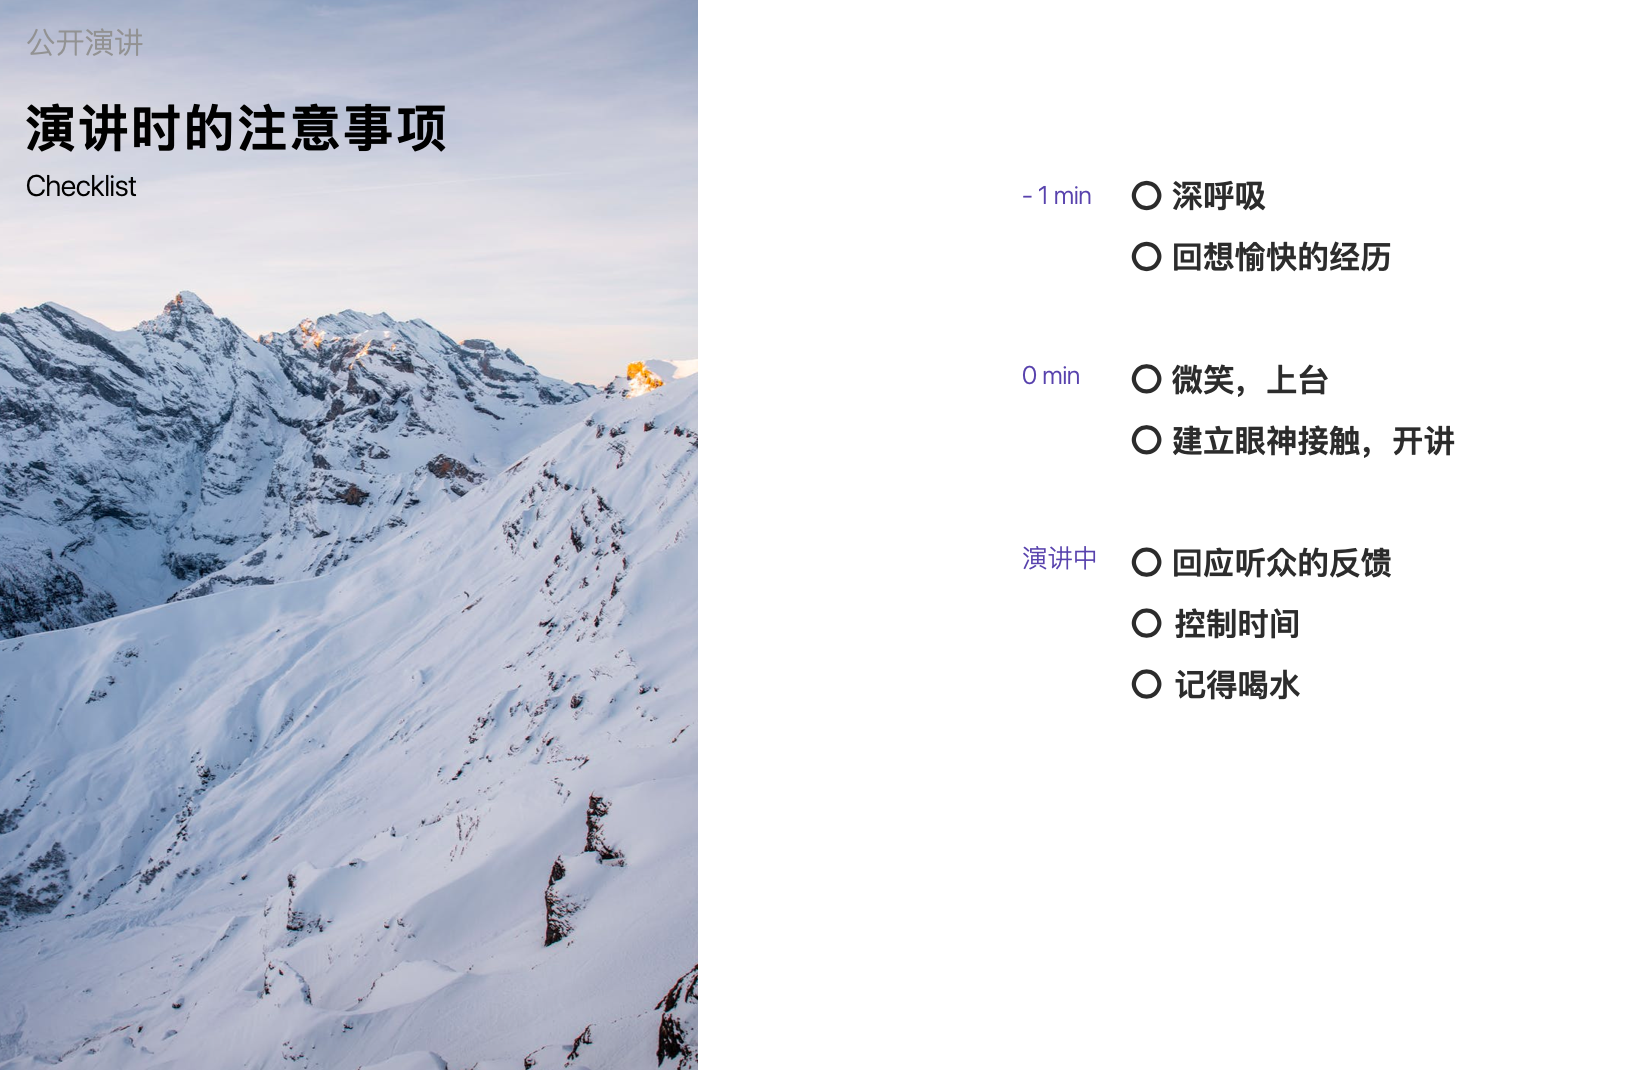 公开演讲
演讲时的注意事项
Checklist
- 1 min 深呼吸
回想愉快的经历
0 min 微笑，上台
建立眼神接触，开讲
演讲中 回应听众的反馈
控制时间
记得喝水